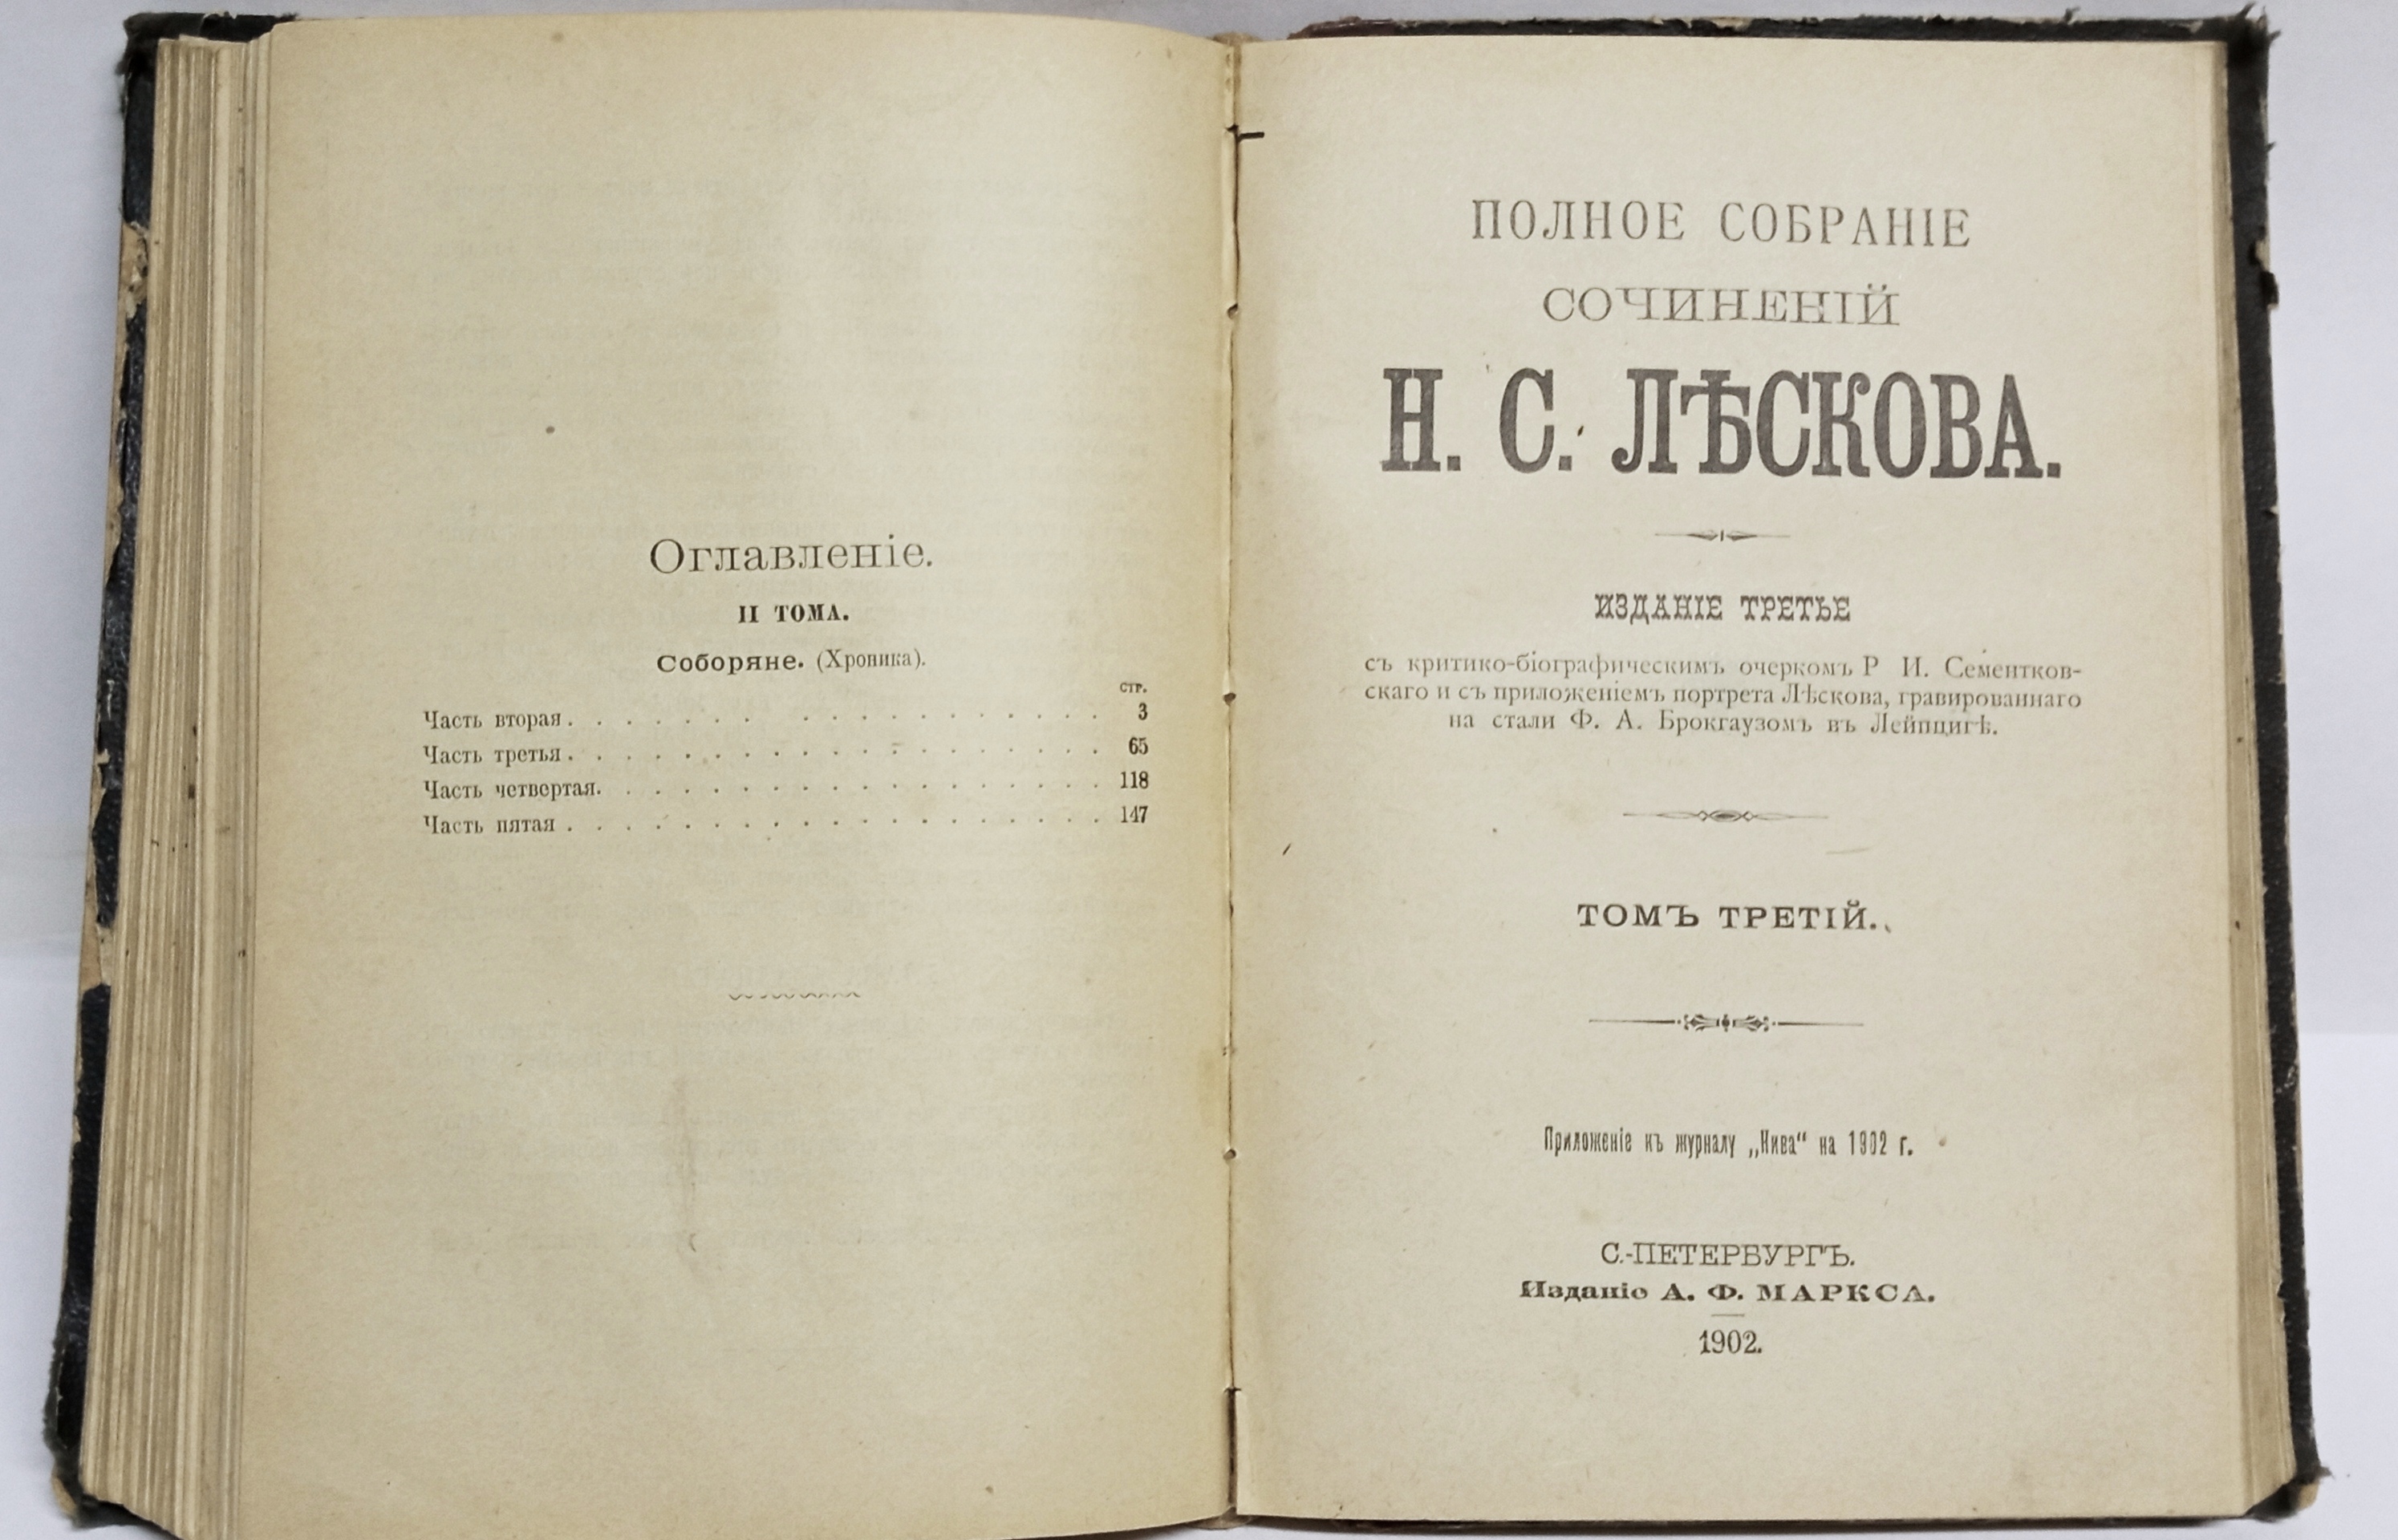 Оглавленіе.
II ТОМА.
Соборяне. (Хроника).
СТР.
Часть вторая . . . . . . . . . . . . . . . . . . 3
Часть третья . . . . . . . . . . . . . . . . . . . 65
Часть четвертая. . . . . . . . . . . . . . . . . . 118
Часть пятая . . . . . . . . . . . . . . . . . . . 147
ПОЛНОЕ СОБРАНІЕ
СОЧИНЕНІЙ
Н. С. ЛѢСКОВА.
ИЗДАНІЕ ТРЕТЬЕ
съ критико-біографическимъ очеркомъ Р И. Сементков-
скаго и съ приложеніемъ портрета Лѣскова, гравированнаго
на стали Ф. А. Брокгаузомъ въ Лейпцигѣ.
ТОМЪ ТРЕТІЙ.
Приложеніе къ журналу „Нива“ на 1902 г.
С.-ПЕТЕРБУРГЪ.
Изданіе А. Ф. МАРКСА.
1902.